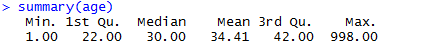 > summary(age)
Min. 1st Qu. Median Mean 3rd Qu. Max.
1.00 22.00 30.00 34.41 42.00 998.00